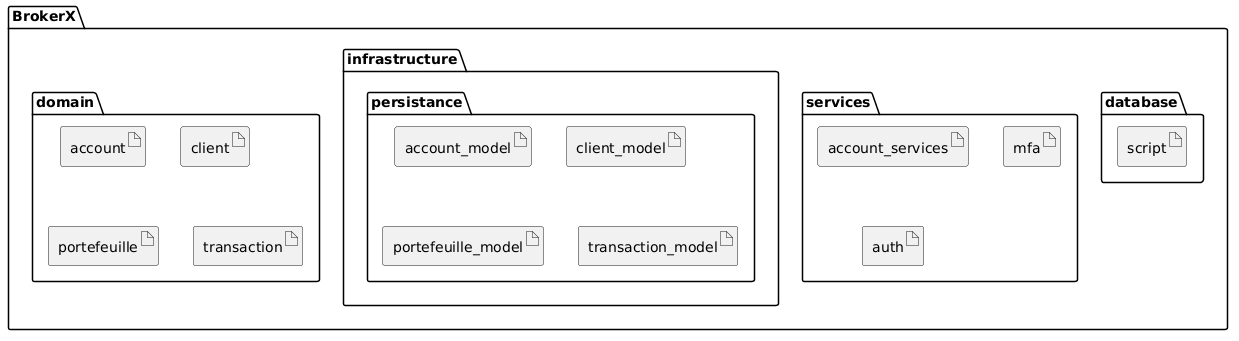 BrokerX
domain
account
client
portefeuille
transaction
infrastructure
persistance
account_model
client_model
portefeuille_model
transaction_model
services
account_services
mfa
auth
database
script